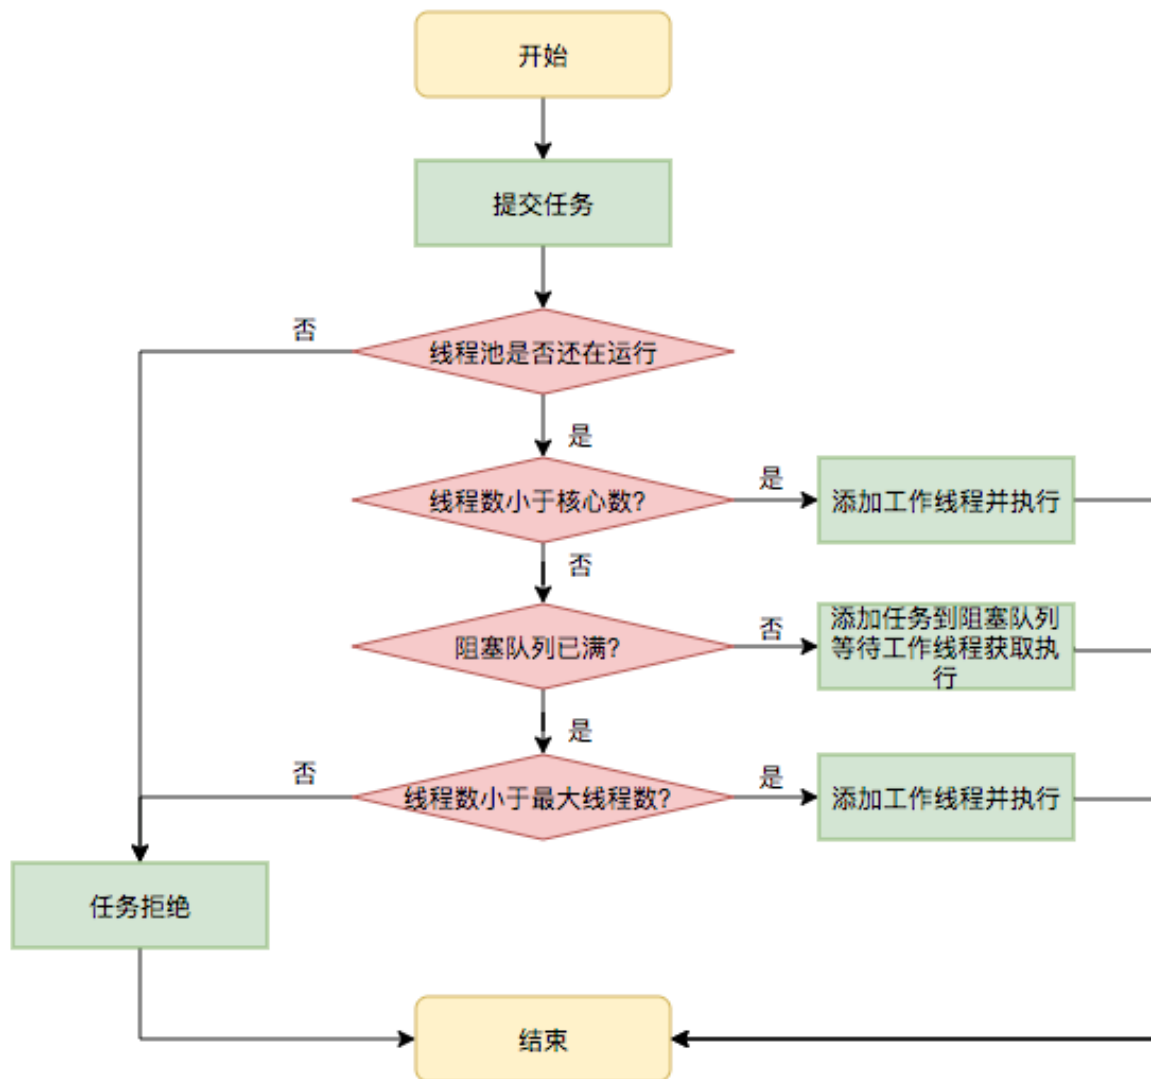 开始
提交任务
否
线程池是否还在运行
是
线程数小于核心数?
是
添加工作线程并执行
否
阻塞队列已满?
否
添加任务到阻塞队列
等待工作线程获取执
行
是
否
线程数小于最大线程数?
是
添加工作线程并执行
任务拒绝
结束